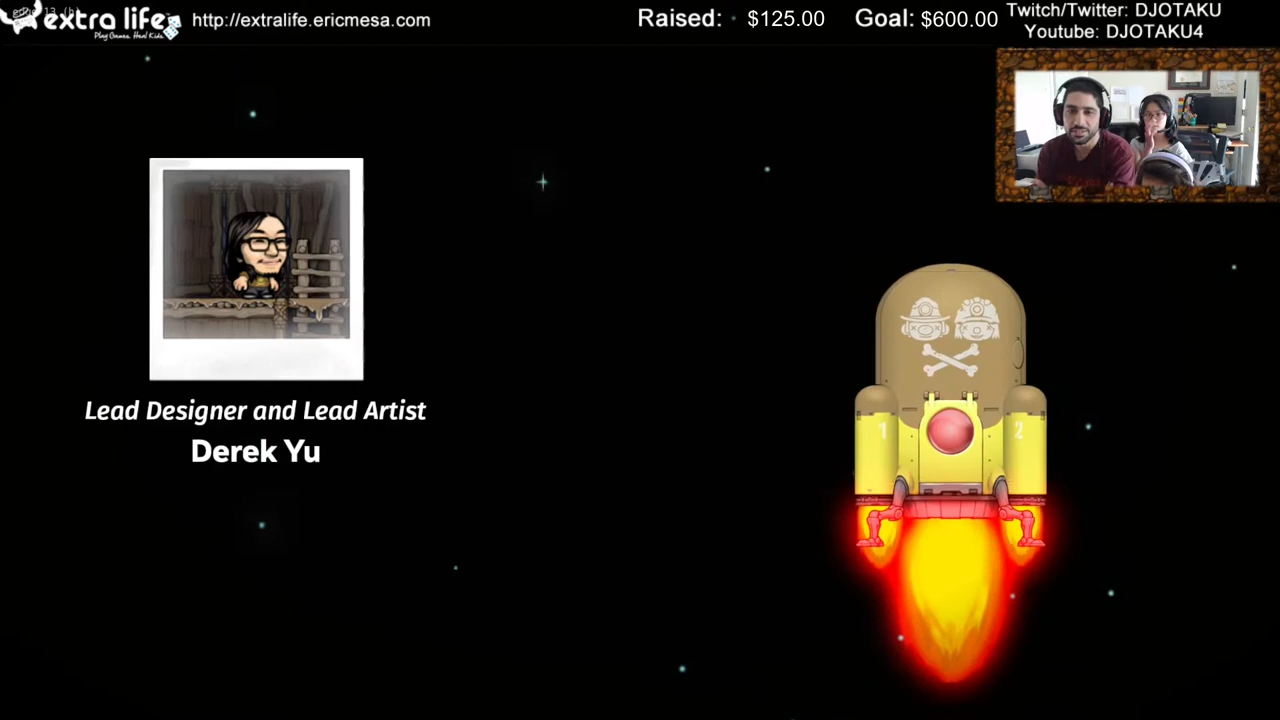 extra life
Play Games. Heal Kids.
http://extralife.ericmesa.com
Raised: $125.00
Goal: $600.00
Twitch/Twitter: DJOTAKU
Youtube: DJOTAKU4
1
2
Lead Designer and Lead Artist
Derek Yu